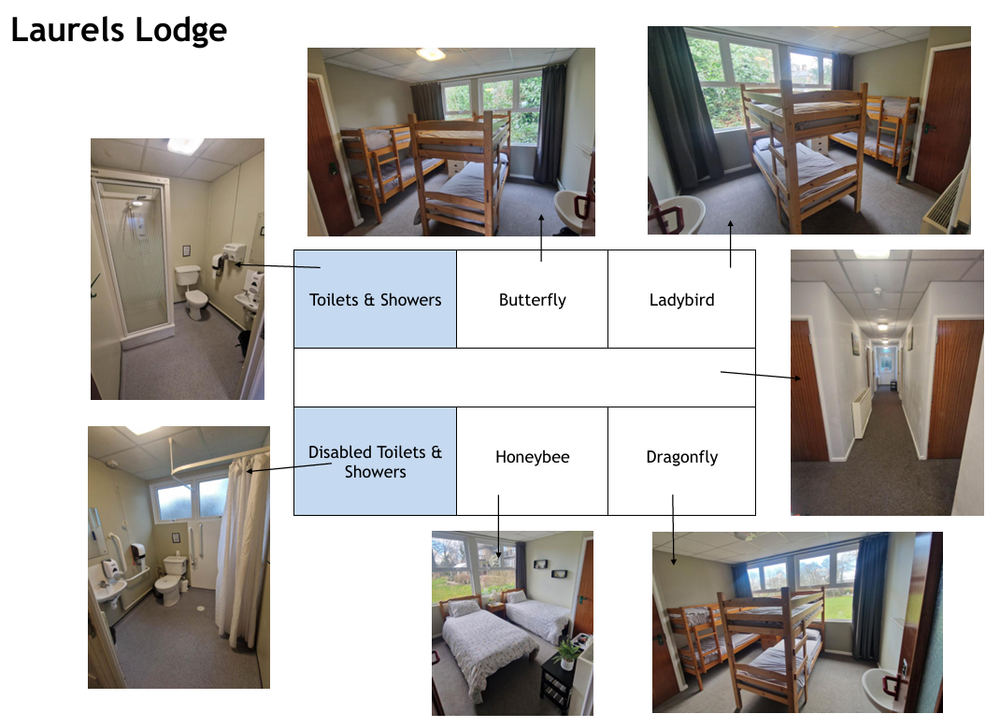 Laurels Lodge
Toilets & Showers
Butterfly
Ladybird
Disabled Toilets &
Showers
Honeybee
Dragonfly